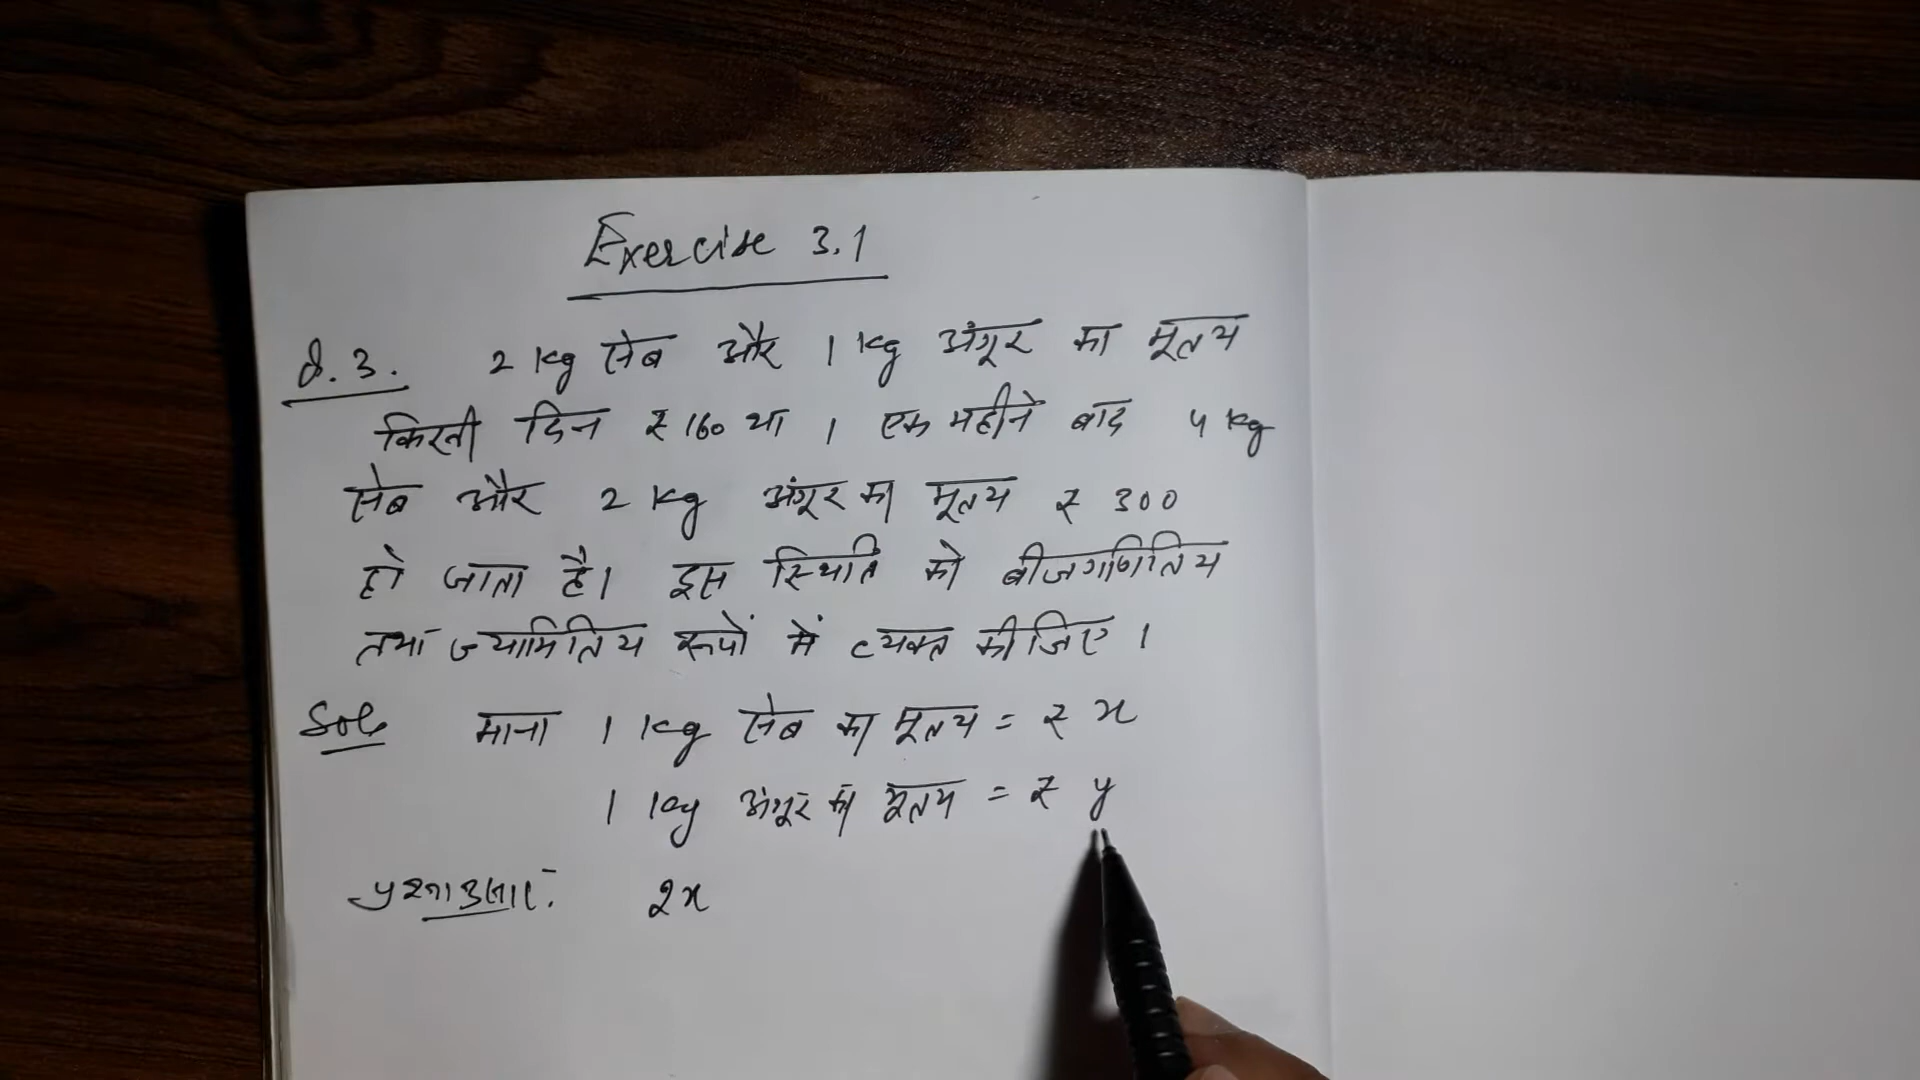 Exercise 3.1
Q. 3. 2 kg सेब और 1 kg अंगूर का मूल्य
किसी दिन ₹ 160 था । एक महीने बाद 4 kg
सेब और 2 kg अंगूर का मूल्य ₹ 300
हो जाता है। इस स्थिति को बीजगणितिय
तथा ज्यामितिय रूपों में व्यक्त कीजिए ।
Sol माना 1 kg सेब का मूल्य = ₹ x
1 kg अंगूर का मूल्य = ₹ y
प्रश्नानुसार: 2x